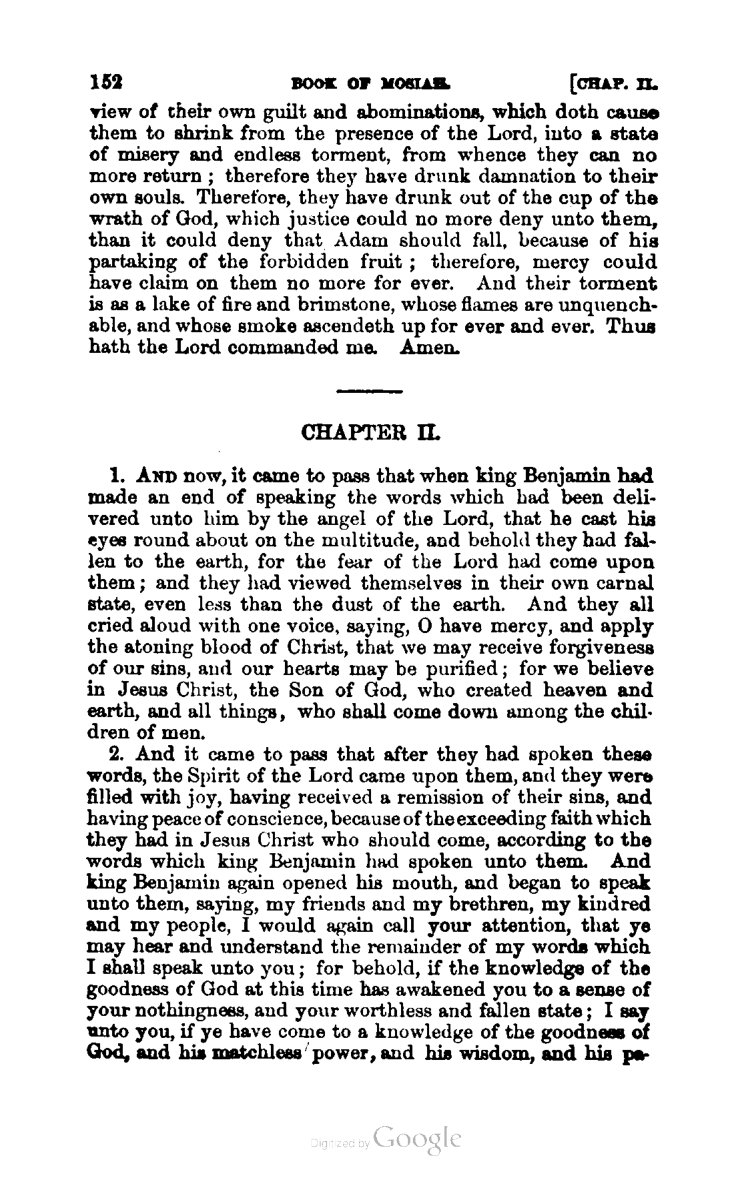 152 BOOK OF MOSIAH. [CHAP. II.
view of their own guilt and abominations, which doth cause
them to shrink from the presence of the Lord, into a state
of misery and endless torment, from whence they can no
more return ; therefore they have drunk damnation to their
own souls. Therefore, they have drunk out of the cup of the
wrath of God, which justice could no more deny unto them,
than it could deny that Adam should fall, because of his
partaking of the forbidden fruit ; therefore, mercy could
have claim on them no more for ever. And their torment
is as a lake of fire and brimstone, whose flames are unquench-
able, and whose smoke ascendeth up for ever and ever. Thus
hath the Lord commanded me. Amen.
CHAPTER II.
1. AND now, it came to pass that when king Benjamin had
made an end of speaking the words which had been deli-
vered unto him by the angel of the Lord, that he cast his
eyes round about on the multitude, and behold they had fal-
len to the earth, for the fear of the Lord had come upon
them ; and they had viewed themselves in their own carnal
state, even less than the dust of the earth. And they all
cried aloud with one voice, saying, O have mercy, and apply
the atoning blood of Christ, that we may receive forgiveness
of our sins, and our hearts may be purified ; for we believe
in Jesus Christ, the Son of God, who created heaven and
earth, and all things, who shall come down among the chil-
dren of men.
2. And it came to pass that after they had spoken these
words, the Spirit of the Lord came upon them, and they were
filled with joy, having received a remission of their sins, and
having peace of conscience, because of the exceeding faith which
they had in Jesus Christ who should come, according to the
words which king Benjamin had spoken unto them. And
king Benjamin again opened his mouth, and began to speak
unto them, saying, my friends and my brethren, my kindred
and my people, I would again call your attention, that ye
may hear and understand the remainder of my words which
I shall speak unto you ; for behold, if the knowledge of the
goodness of God at this time has awakened you to a sense of
your nothingness, and your worthless and fallen state ; I say
unto you, if ye have come to a knowledge of the goodness of
God, and his matchless power, and his wisdom, and his pa-
Digitized by Google